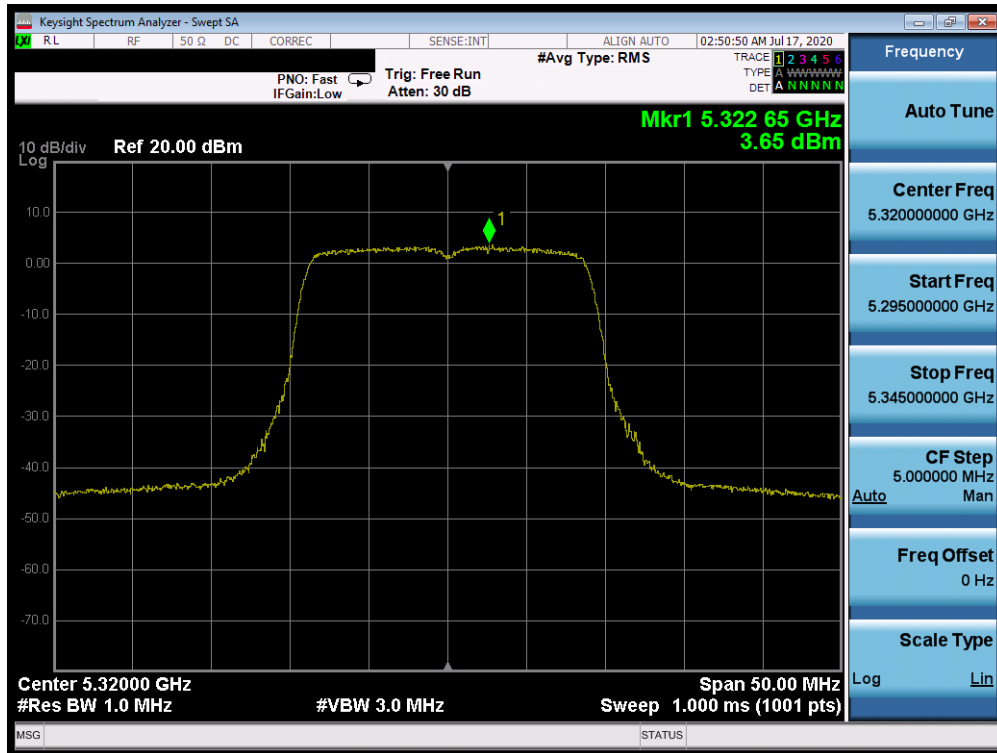 Keysight Spectrum Analyzer - Swept SA
LXI RL RF 50 Ω DC CORREC SENSE:INT ALIGN AUTO 02:50:50 AM Jul 17, 2020
Frequency
#Avg Type: RMS
TRACE 1 2 3 4 5 6
PNO: Fast Trig: Free Run
TYPE A WWWWW
IFGain:Low Atten: 30 dB
DET A N N N N N
Auto Tune
Mkr1 5.322 65 GHz
3.65 dBm
10 dB/div Ref 20.00 dBm
Log
1
10.0
0.00
-10.0
-20.0
-30.0
-40.0
-50.0
-60.0
-70.0
Center Freq
5.320000000 GHz
Start Freq
5.295000000 GHz
Stop Freq
5.345000000 GHz
CF Step
5.000000 MHz
Auto Man
Freq Offset
0 Hz
Scale Type
Log Lin
Center 5.32000 GHz Span 50.00 MHz
#Res BW 1.0 MHz #VBW 3.0 MHz Sweep 1.000 ms (1001 pts)
MSG STATUS